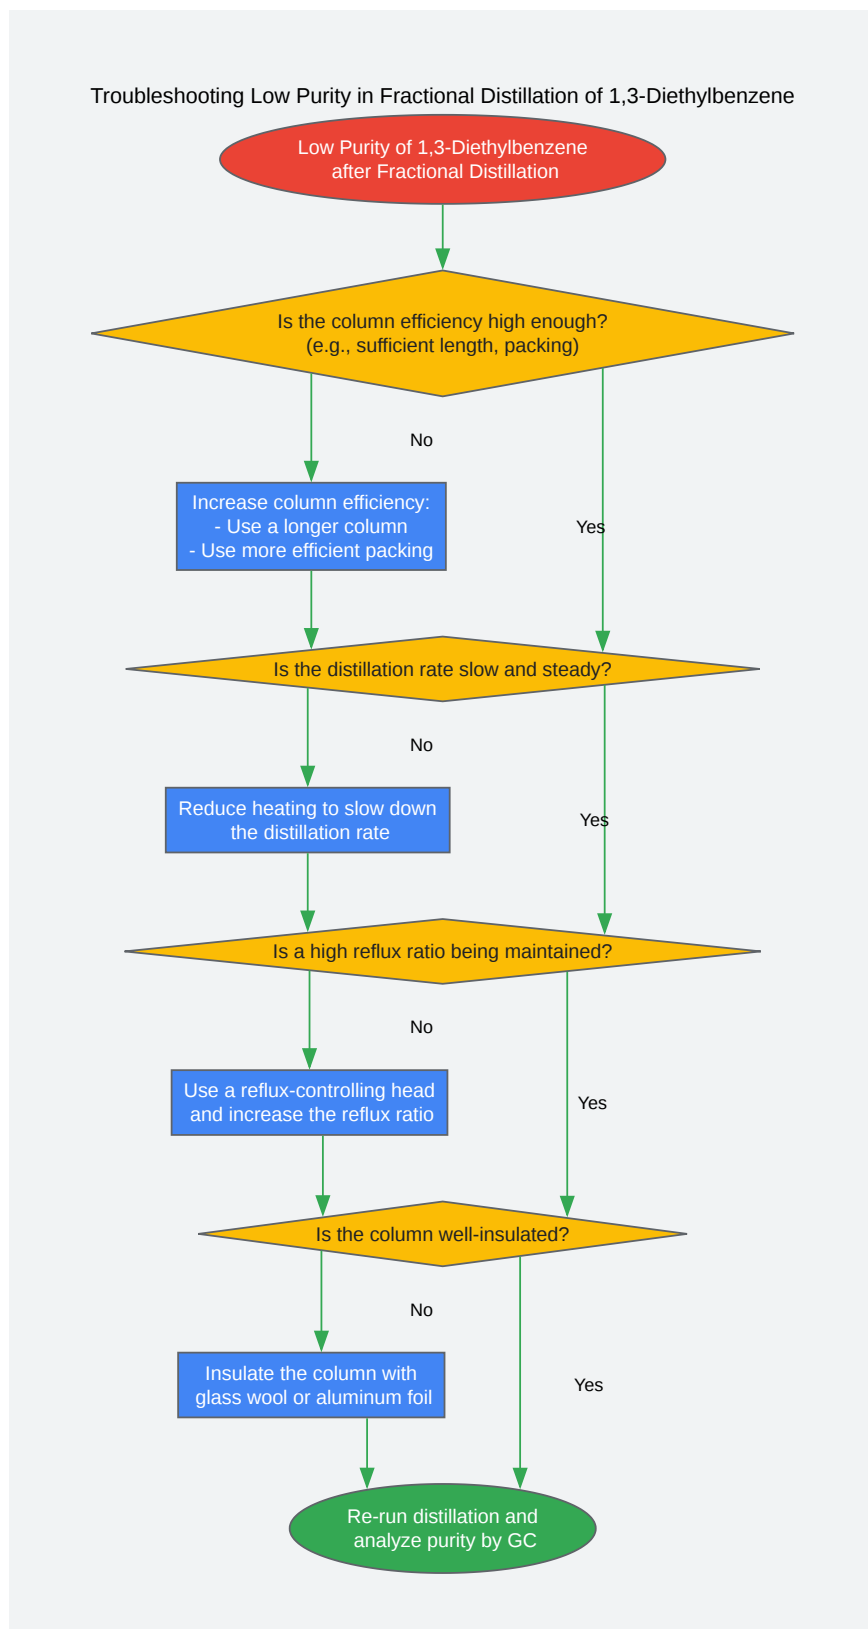 Troubleshooting Low Purity in Fractional Distillation of 1,3-Diethylbenzene
Low Purity of 1,3-Diethylbenzene
after Fractional Distillation
Is the column efficiency high enough?
(e.g., sufficient length, packing)
No
Increase column efficiency:
- Use a longer column
- Use more efficient packing
Yes
Is the distillation rate slow and steady?
No
Reduce heating to slow down
the distillation rate
Yes
Is a high reflux ratio being maintained?
No
Use a reflux-controlling head
and increase the reflux ratio
Yes
Is the column well-insulated?
No
Insulate the column with
glass wool or aluminum foil
Yes
Re-run distillation and
analyze purity by GC